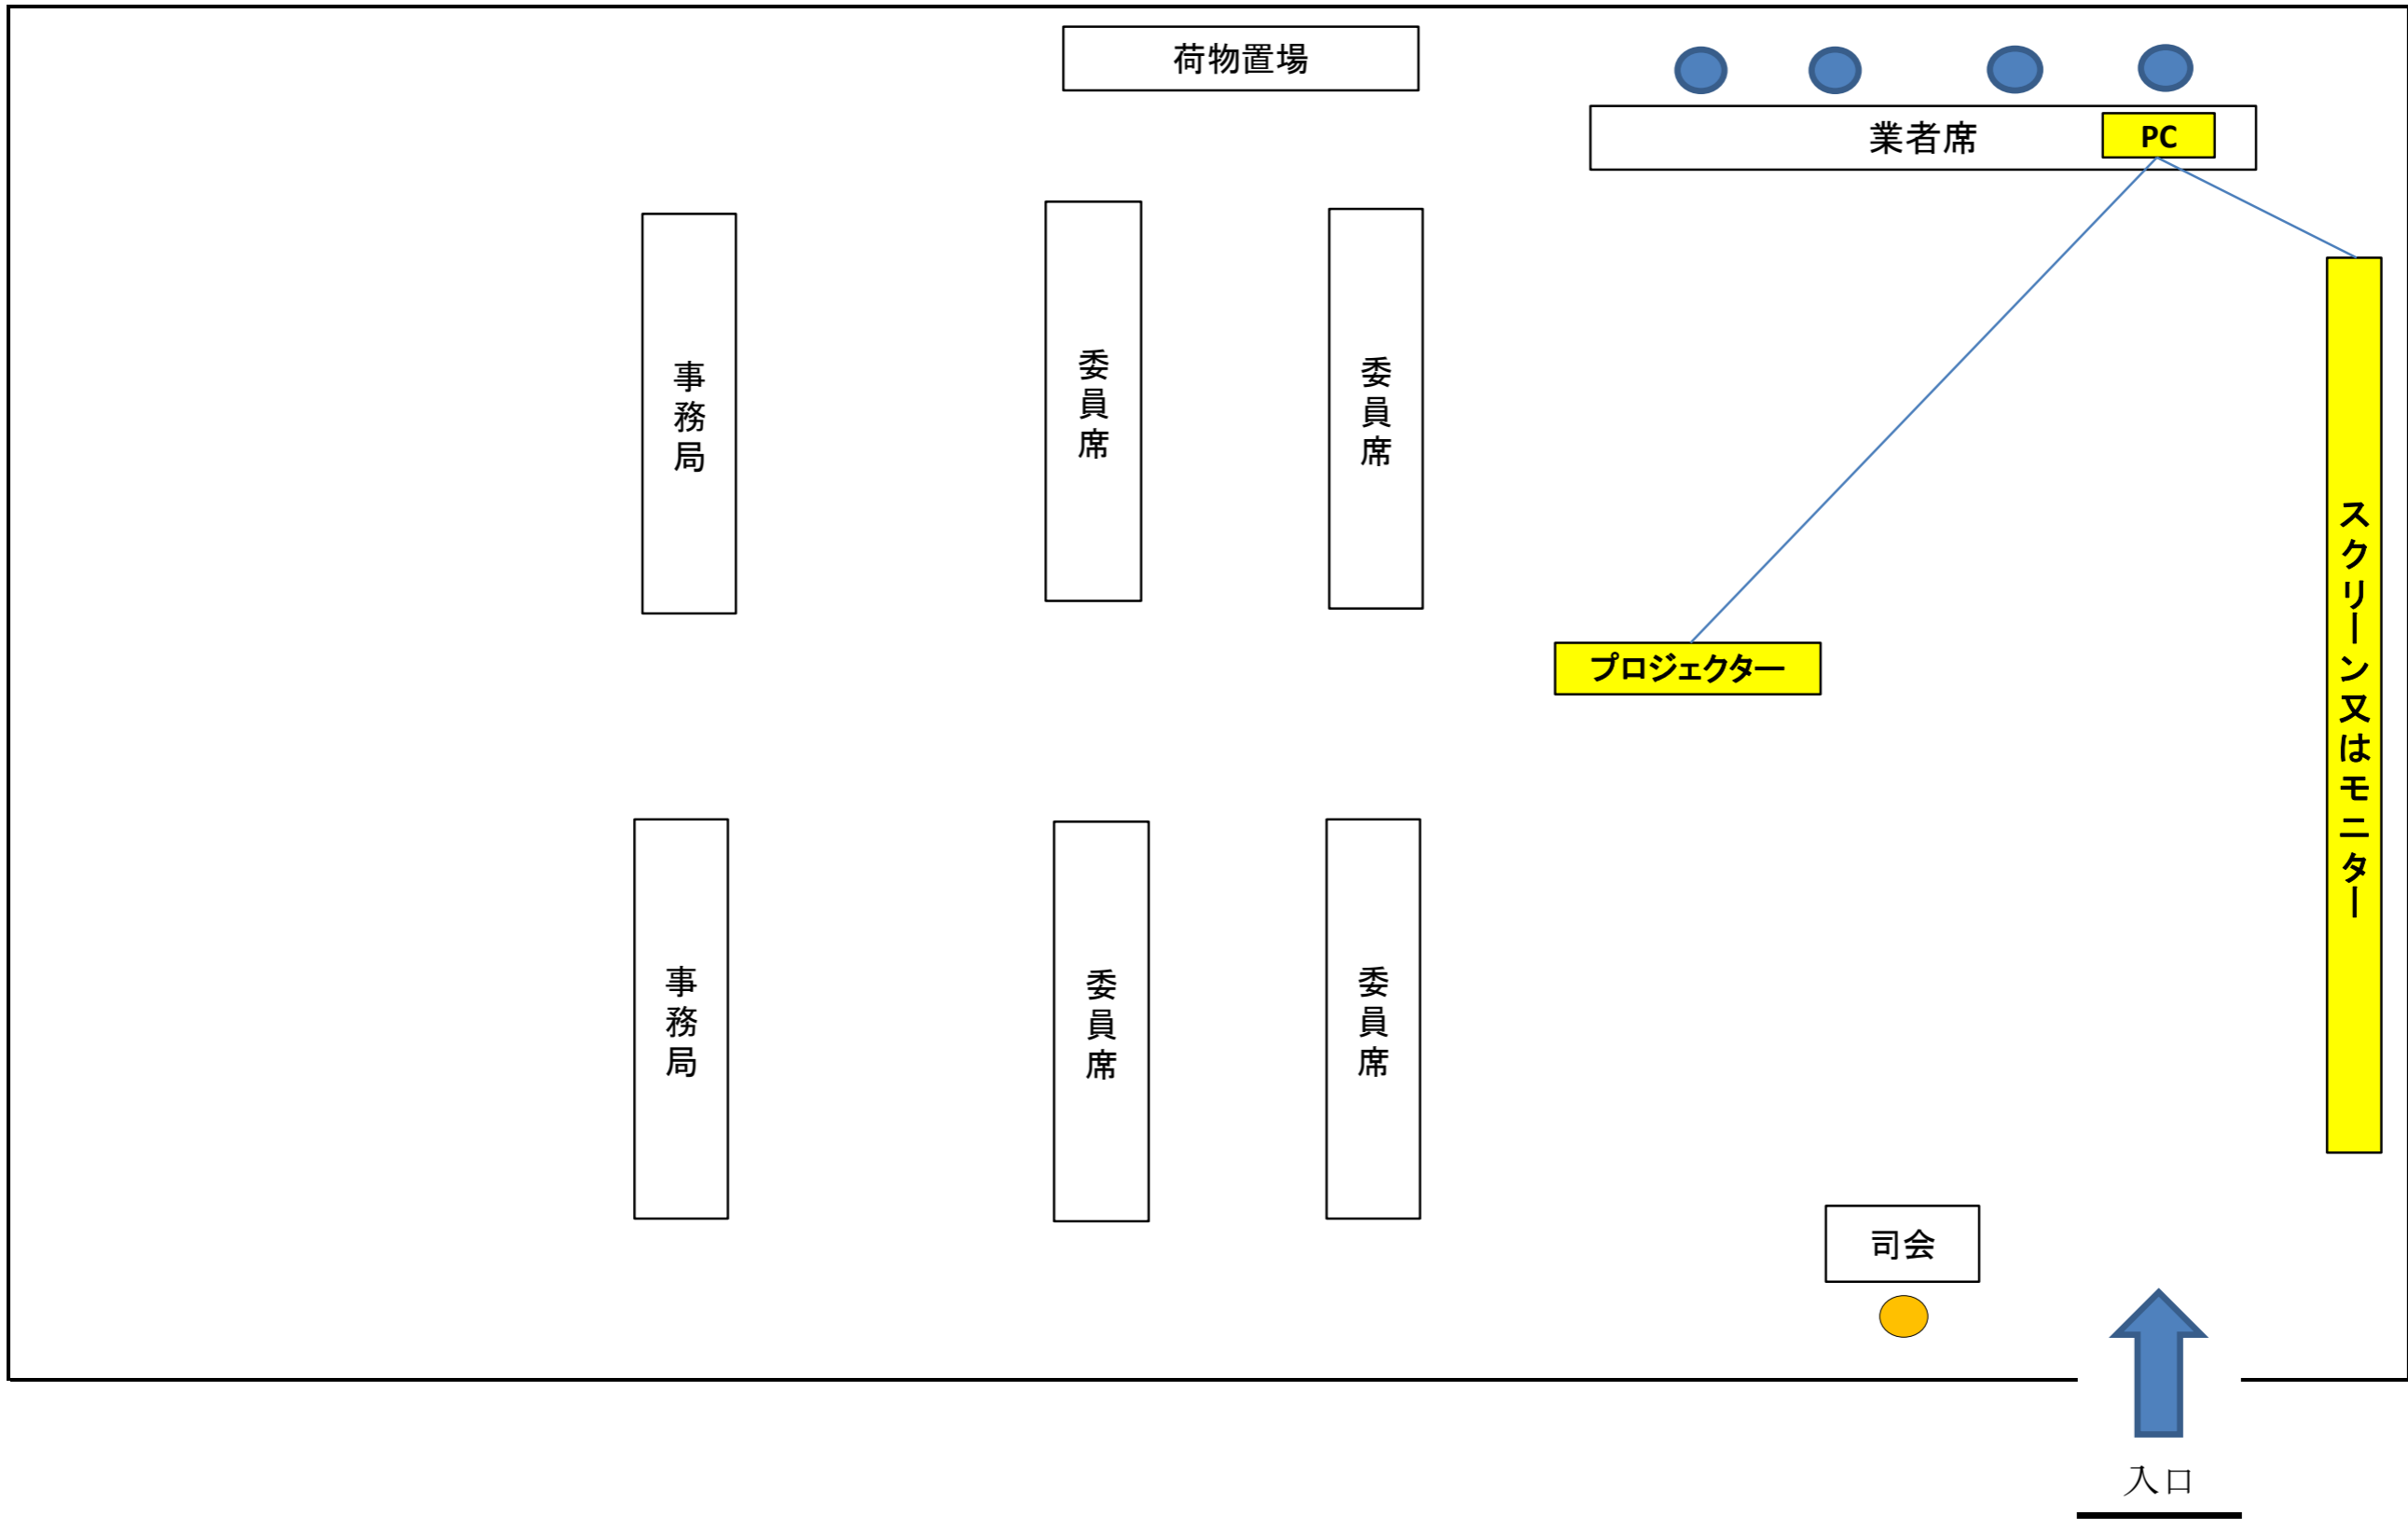 荷物置場
業者席
PC
事務局
委員席
委員席
スクリーン又はモニター
プロジェクター
事務局
委員席
委員席
司会
入口